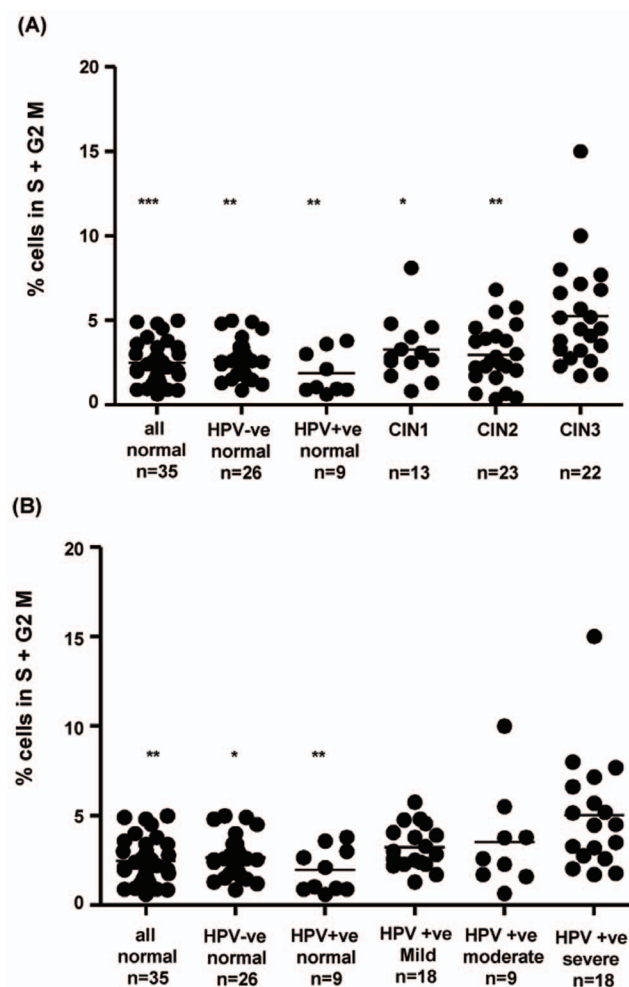 (A)
% cells in S + G2 M
20
15
10
5
0
*** ** ** * **
all normal n=35
HPV-ve normal n=26
HPV+ve normal n=9
CIN1 n=13
CIN2 n=23
CIN3 n=22
(B)
% cells in S + G2 M
20
15
10
5
0
** * **
all normal n=35
HPV-ve normal n=26
HPV+ve normal n=9
HPV +ve Mild n=18
HPV +ve moderate n=9
HPV +ve severe n=18